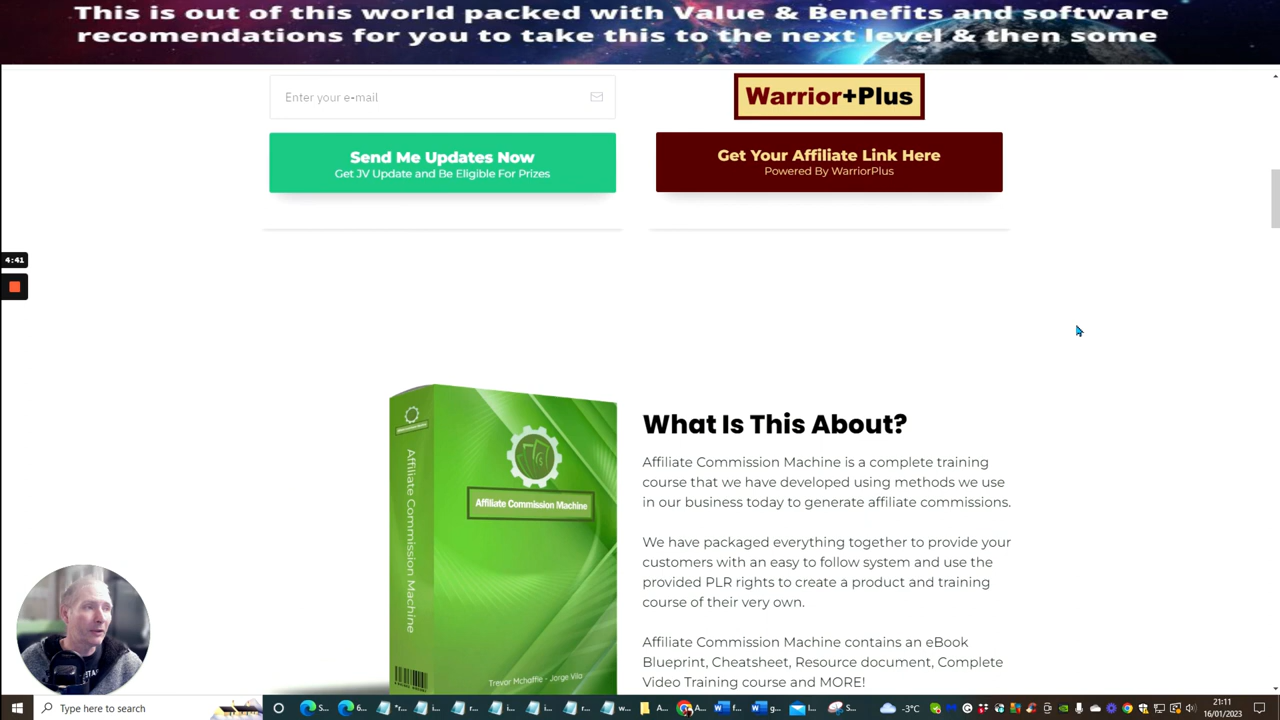 This is out of this world packed with Value & Benefits and software
recomendations for you to take this to the next level & then some
Enter your e-mail
Warrior+Plus
Send Me Updates Now
Get JV Update and Be Eligible For Prizes
Get Your Affiliate Link Here
Powered By WarriorPlus
4:41
Affiliate Commission Machine
Affiliate Commission Machine
Trevor Mchaffie - Jorge Vila
What Is This About?
Affiliate Commission Machine is a complete training
course that we have developed using methods we use
in our business today to generate affiliate commissions.
We have packaged everything together to provide your
customers with an easy to follow system and use the
provided PLR rights to create a product and training
course of their very own.
Affiliate Commission Machine contains an eBook
Blueprint, Cheatsheet, Resource document, Complete
Video Training course and MORE!
Type here to search
S...
6...
"r...
i...
i...
i...
i...
r...
w...
A...
A...
f...
g...
I...
S...
-3°C
21:11
16/01/2023